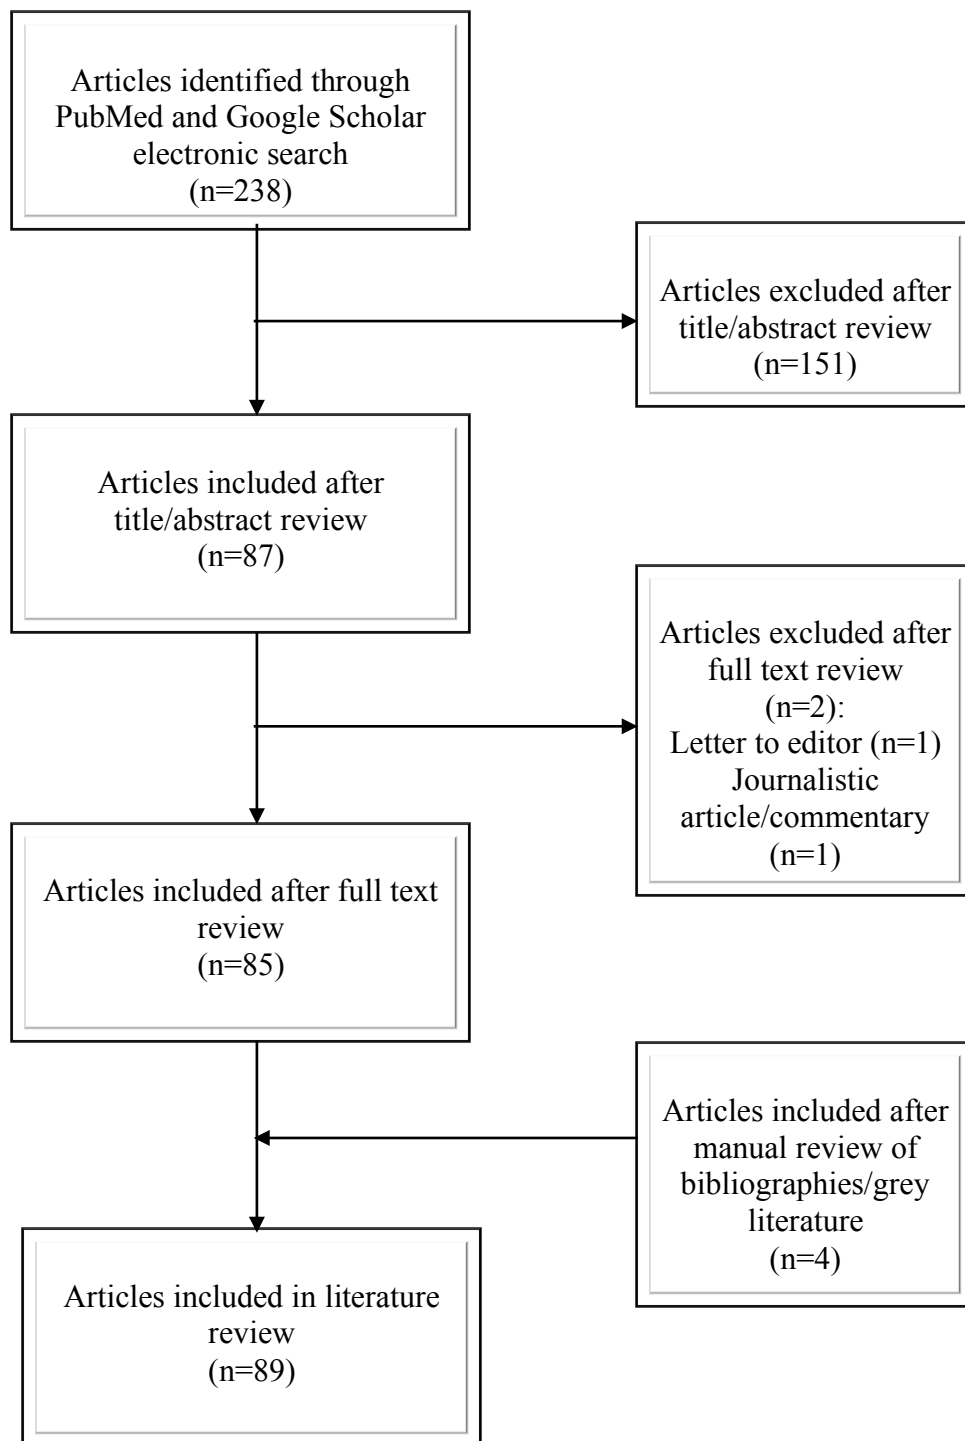 Articles identified through
PubMed and Google Scholar
electronic search
(n=238)
Articles excluded after
title/abstract review
(n=151)
Articles included after
title/abstract review
(n=87)
Articles excluded after
full text review
(n=2):
Letter to editor (n=1)
Journalistic
article/commentary
(n=1)
Articles included after full text
review
(n=85)
Articles included after
manual review of
bibliographies/grey
literature
(n=4)
Articles included in literature
review
(n=89)